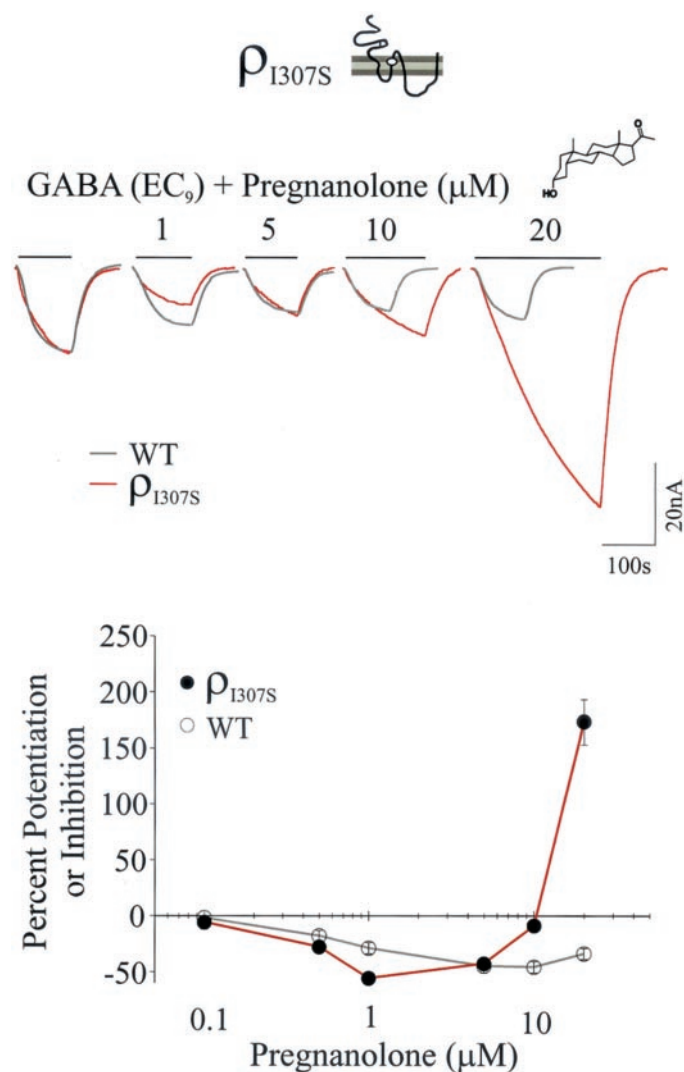 ρI307S
O
HO
GABA (EC9) + Pregnanolone (μM)
1 5 10 20
WT
ρI307S
20nA
100s
250
200
150
100
50
0
-50
ρI307S
WT
Percent Potentiation
or Inhibition
0.1 1 10
Pregnanolone (μM)